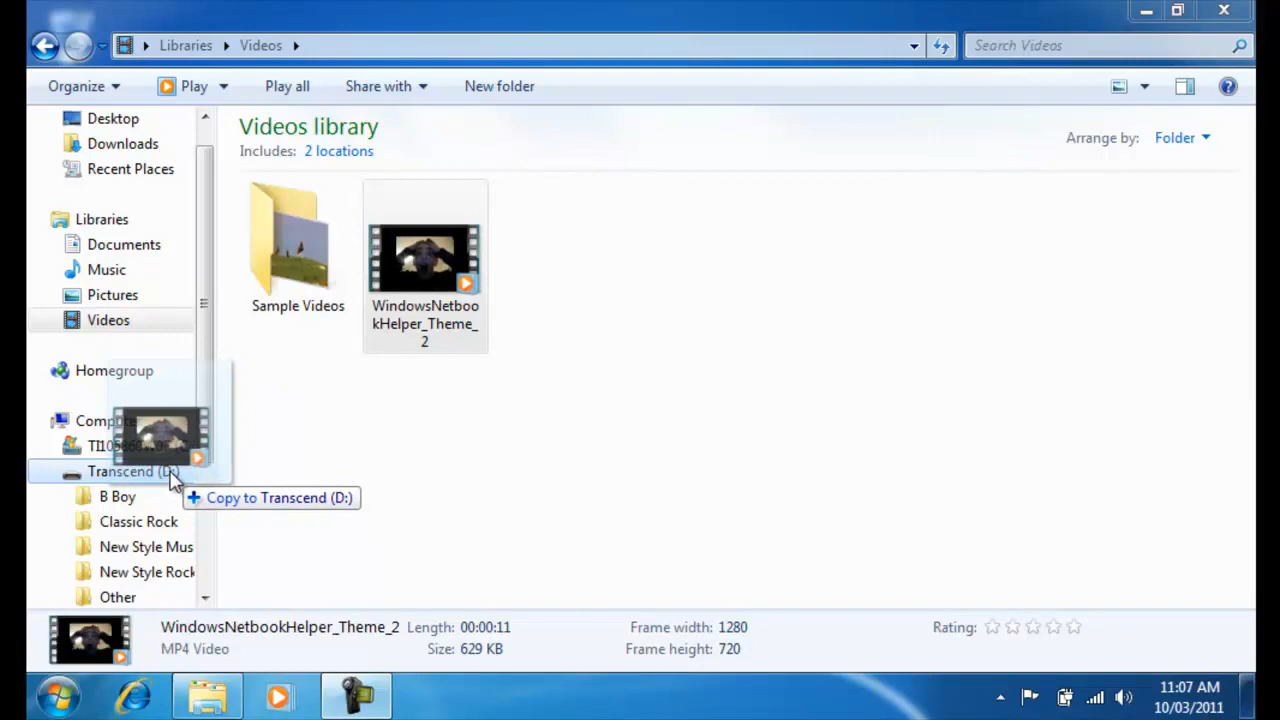 Libraries
Videos
Search Videos
Organize
Play
Play all
Share with
New folder
Desktop
Downloads
Recent Places
Libraries
Documents
Music
Pictures
Videos
Homegroup
Compute
Transcend (D:)
B Boy
Classic Rock
New Style Mus
New Style Rock
Other
Videos library
Includes: 2 locations
Arrange by: Folder
Sample Videos
WindowsNetboo
kHelper_Theme_
2
Copy to Transcend (D:)
WindowsNetbookHelper_Theme_2
MP4 Video
Length: 00:00:11
Size: 629 KB
Frame width: 1280
Frame height: 720
Rating:
11:07 AM
10/03/2011